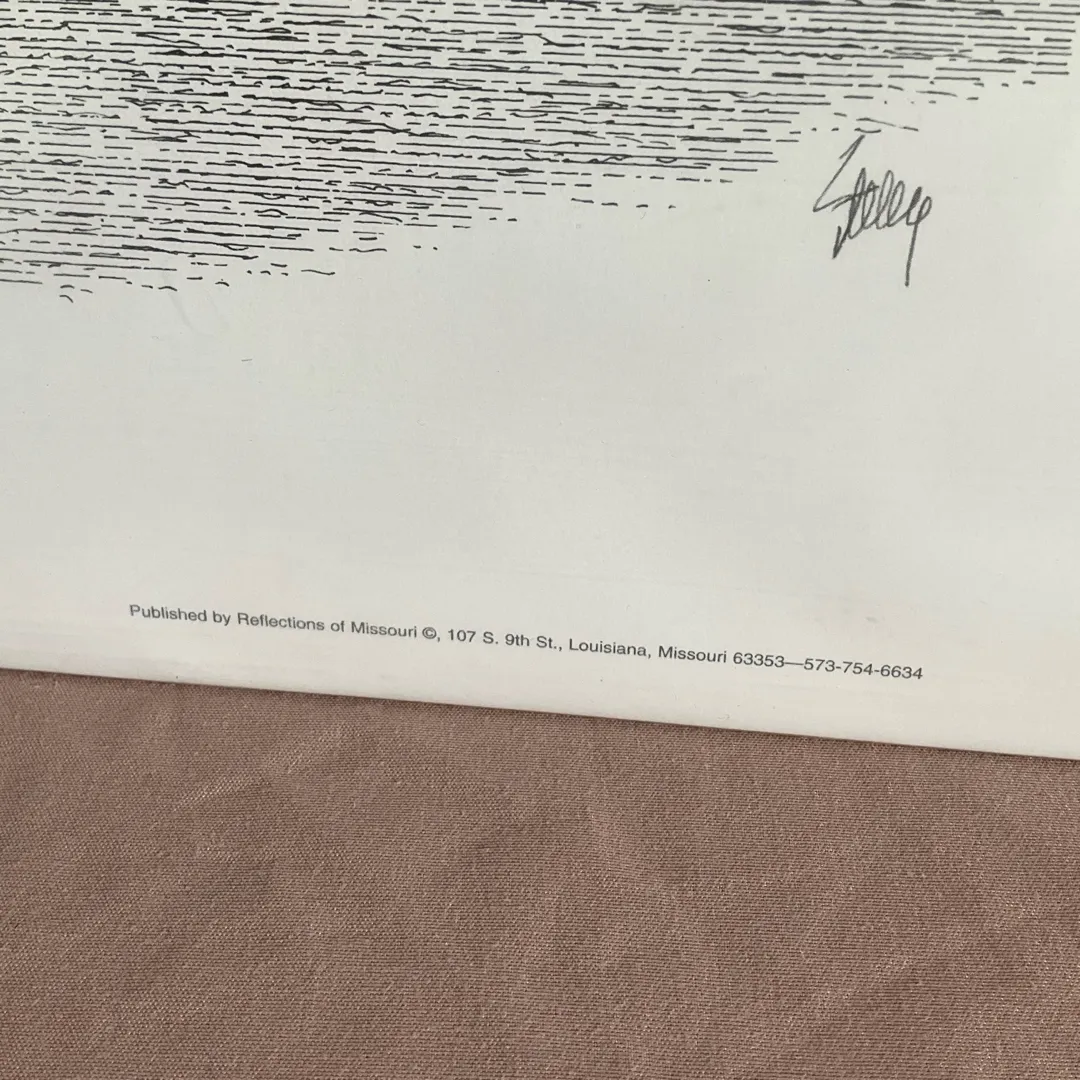 Published by Reflections of Missouri ©, 107 S. 9th St., Louisiana, Missouri 63353—573-754-6634